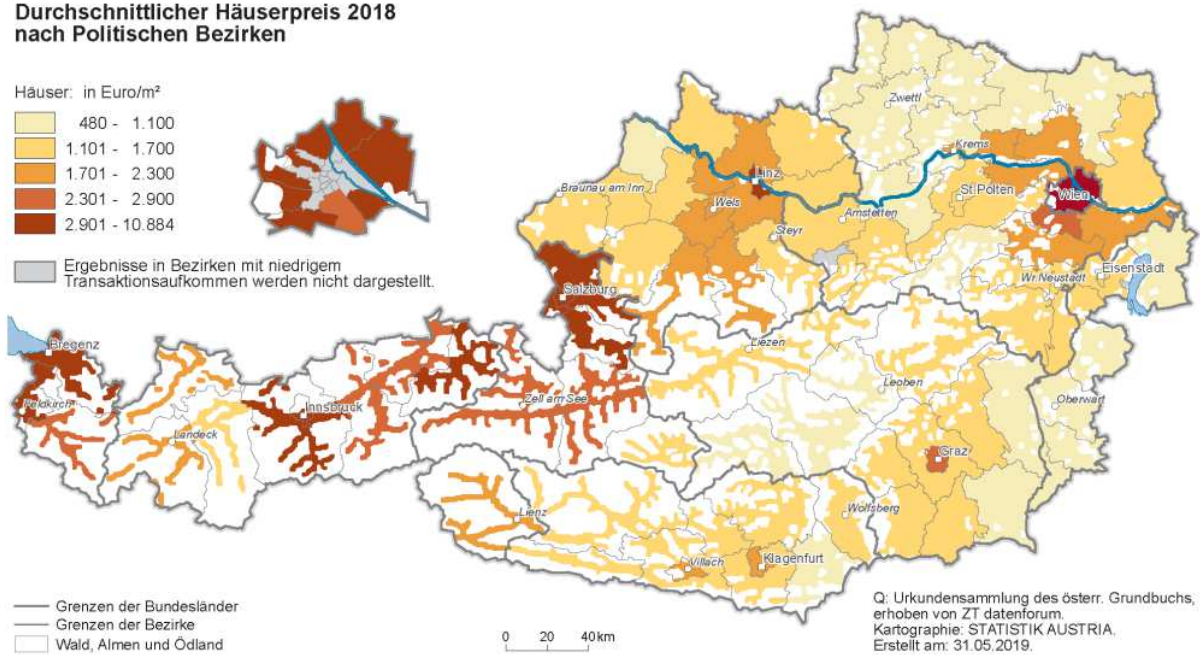 Durchschnittlicher Häuserpreis 2018
nach Politischen Bezirken
Häuser: in Euro/m²
480 - 1.100
1.101 - 1.700
1.701 - 2.300
2.301 - 2.900
2.901 - 10.884
Ergebnisse in Bezirken mit niedrigem
Transaktionsaufkommen werden nicht dargestellt.
Zwettl
Krems
Linz
Wien
Braunau am Inn
St.Pölten
Wels
Amstetten
Steyr
Wr.Neustadt
Eisenstadt
Salzburg
Bregenz
Liezen
Leoben
Feldkirch
Innsbruck
Zell am See
Oberwart
Landeck
Graz
Lienz
Wolfsberg
Villach
Klagenfurt
Grenzen der Bundesländer
Grenzen der Bezirke
Wald, Almen und Ödland
0 20 40km
Q: Urkundensammlung des österr. Grundbuchs,
erhoben von ZT datenforum.
Kartographie: STATISTIK AUSTRIA.
Erstellt am: 31.05.2019.